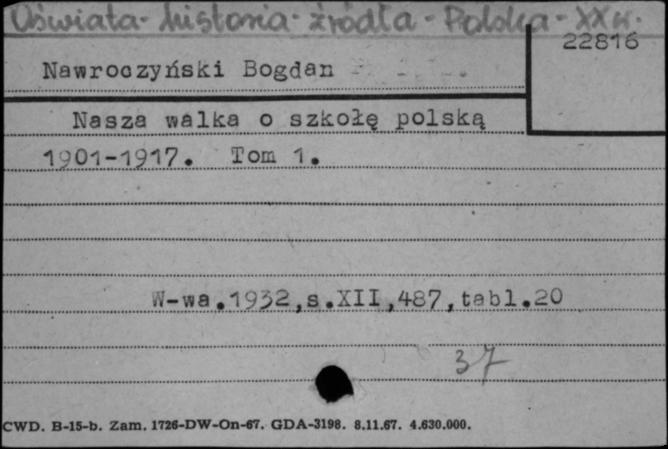 Oświata - historia - źródła - Polska - XX w.
22816
Nawroczyński Bogdan
Nasza walka o szkołę polską
1901-1917. Tom 1.
W-wa.1932,s.XII,487,tabl.20
37
CWD. B-15-b. Zam. 1726-DW-On-67. GDA-3198. 8.11.67. 4.630.000.